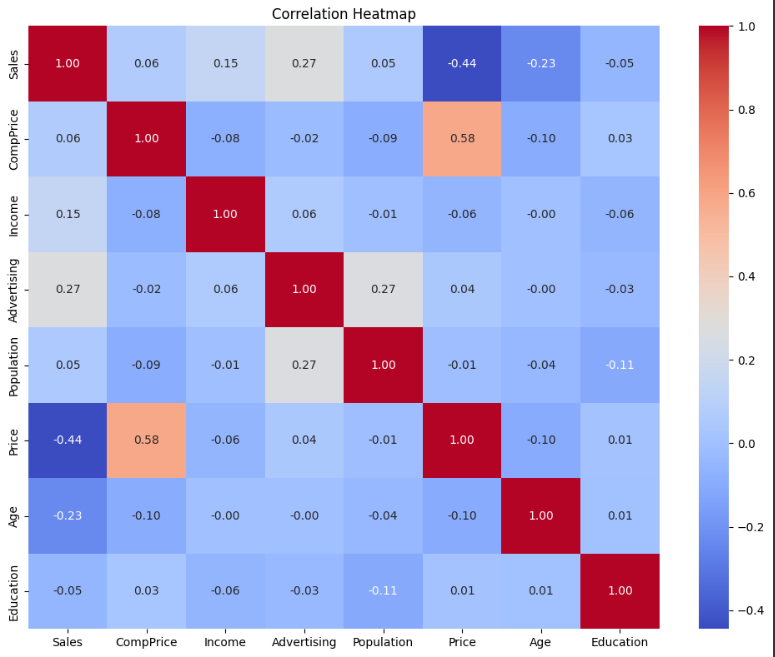 Correlation Heatmap
Sales 1.00 0.06 0.15 0.27 0.05 -0.44 -0.23 -0.05
CompPrice 0.06 1.00 -0.08 -0.02 -0.09 0.58 -0.10 0.03
Income 0.15 -0.08 1.00 0.06 -0.01 -0.06 -0.00 -0.06
Advertising 0.27 -0.02 0.06 1.00 0.27 0.04 -0.00 -0.03
Population 0.05 -0.09 -0.01 0.27 1.00 -0.01 -0.04 -0.11
Price -0.44 0.58 -0.06 0.04 -0.01 1.00 -0.10 0.01
Age -0.23 -0.10 -0.00 -0.00 -0.04 -0.10 1.00 0.01
Education -0.05 0.03 -0.06 -0.03 -0.11 0.01 0.01 1.00
Sales CompPrice Income Advertising Population Price Age Education
1.0
0.8
0.6
0.4
0.2
0.0
−0.2
−0.4